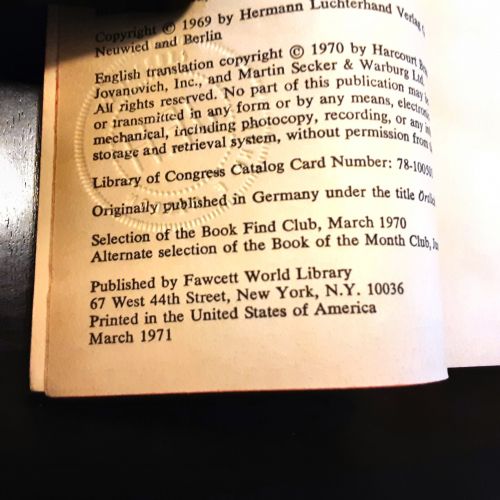 Copyright © 1969 by Hermann Luchterhand Verlag
Neuwied and Berlin
English translation copyright © 1970 by Harcourt
Jovanovich, Inc., and Martin Secker & Warburg Ltd.
All rights reserved. No part of this publication may
or transmitted in any form or by any means,
mechanical, including photocopy, recording, or any
storage and retrieval system, without permission from
Library of Congress Catalog Card Number:
Originally published in Germany under the title
Selection of the Book Find Club, March 1970
Alternate selection of the Book of the Month Club,
Published by Fawcett World Library
67 West 44th Street, New York, N.Y. 10036
Printed in the United States of America
March 1971